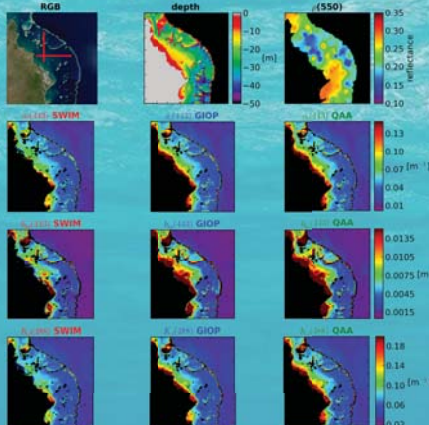 RGB
depth
(550)
0
−10
−20
−30
−40
−50
[m]
0.35
0.30
0.25
0.20
0.15
0.10
reflectance
SWIM
GIOP
QAA
0.13
0.10
0.07
0.04
0.01
[m⁻¹]
SWIM
GIOP
QAA
0.0135
0.0105
0.0075
0.0045
0.0015
[m
SWIM
GIOP
QAA
0.18
0.14
0.10
0.06
0.02
[m⁻